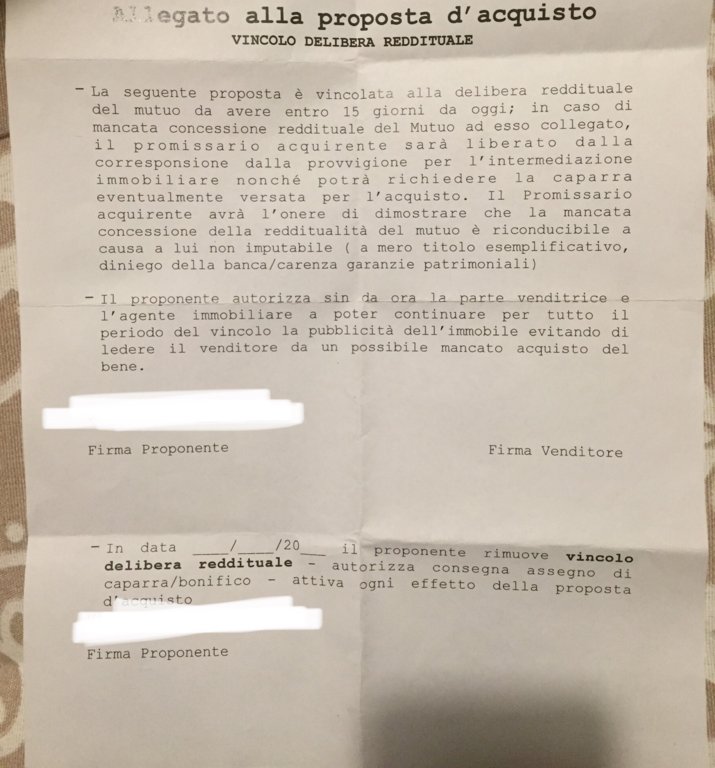 Allegato alla proposta d'acquisto
VINCOLO DELIBERA REDDITUALE
– La seguente proposta è vincolata alla delibera reddituale
del mutuo da avere entro 15 giorni da oggi; in caso di
mancata concessione reddituale del Mutuo ad esso collegato,
il promissario acquirente sarà liberato dalla
corresponsione dalla provvigione per l'intermediazione
immobiliare nonché potrà richiedere la caparra
eventualmente versata per l'acquisto. Il Promissario
acquirente avrà l'onere di dimostrare che la mancata
concessione della redditualità del mutuo è riconducibile a
causa a lui non imputabile ( a mero titolo esemplificativo,
diniego della banca/carenza garanzie patrimoniali)
– Il proponente autorizza sin da ora la parte venditrice e
l'agente immobiliare a poter continuare per tutto il
periodo del vincolo la pubblicità dell'immobile evitando di
ledere il venditore da un possibile mancato acquisto del
bene.
Firma Proponente Firma Venditore
– In data ____/____/20___ il proponente rimuove vincolo
delibera reddituale – autorizza consegna assegno di
caparra/bonifico – attiva ogni effetto della proposta
d'acquisto
Firma Proponente